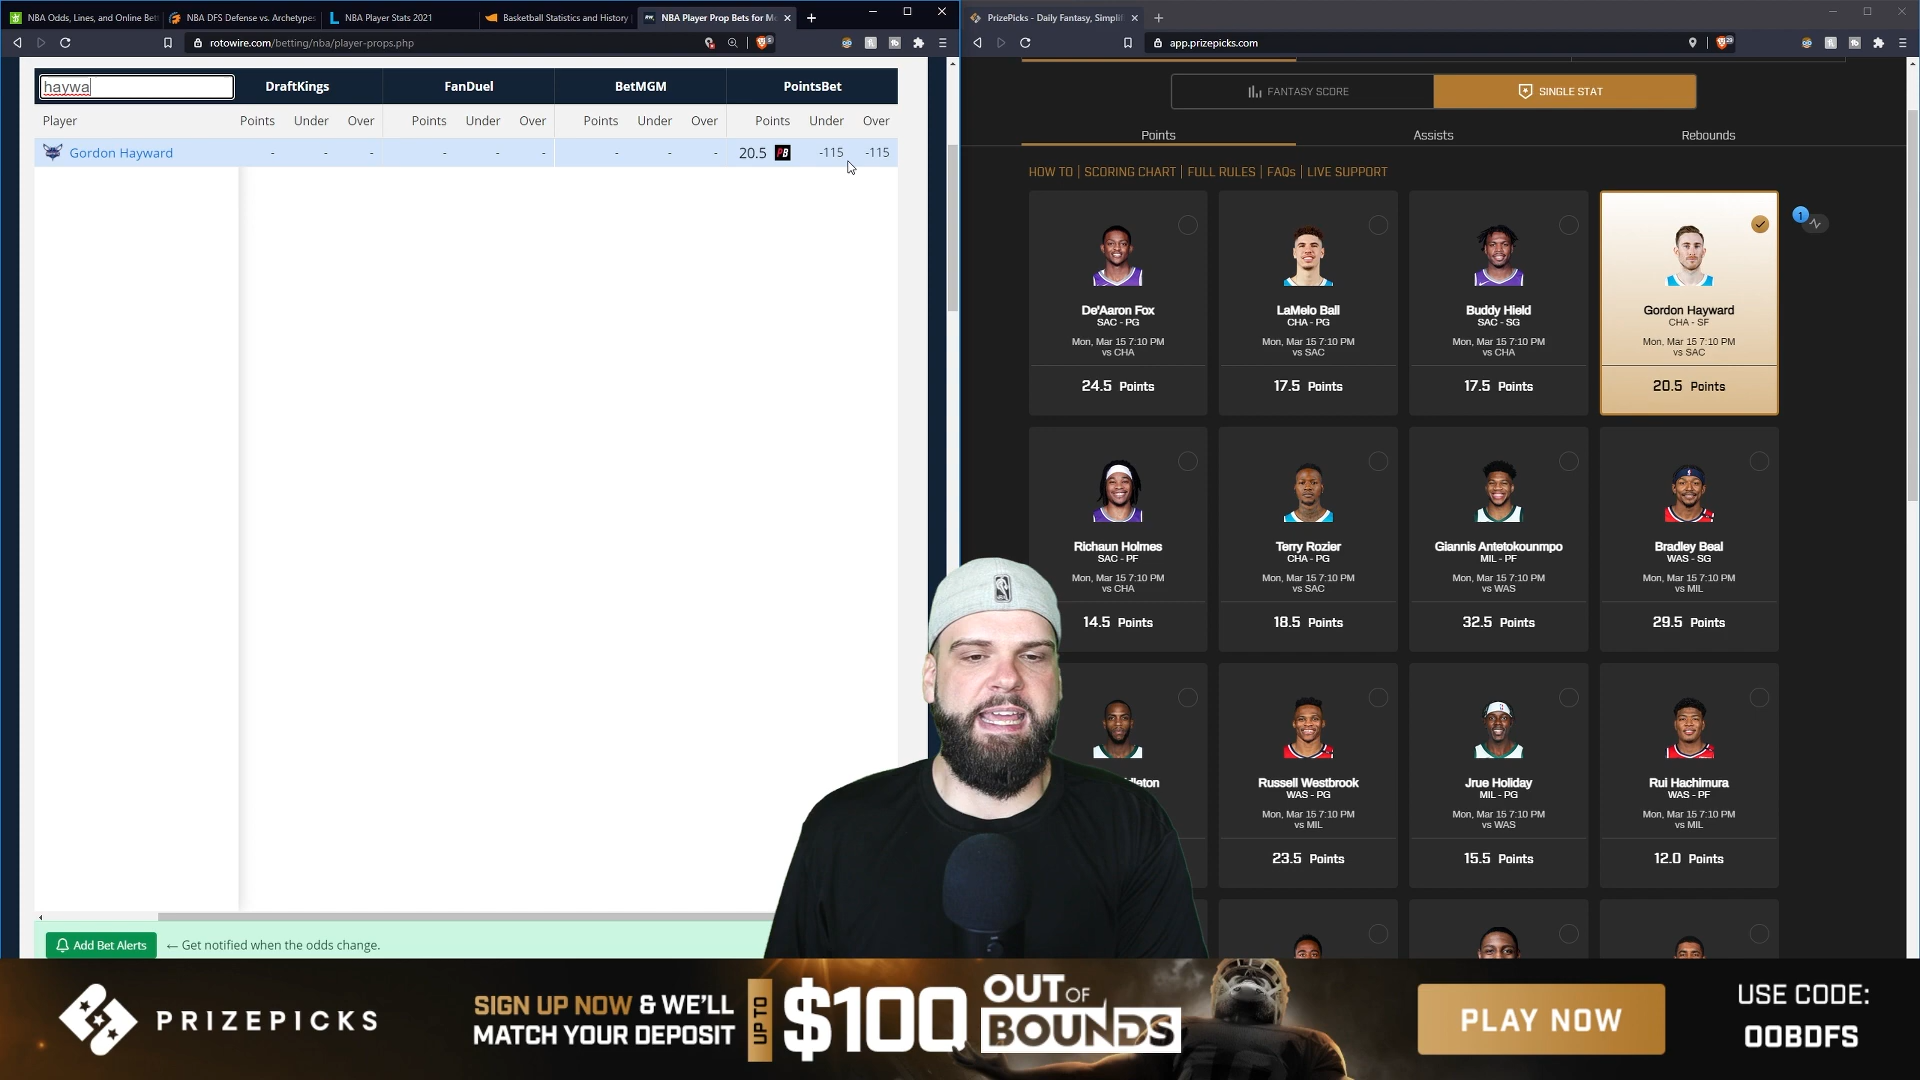 NBA Odds, Lines, and Online Bet
NBA DFS Defense vs. Archetypes
NBA Player Stats 2021
Basketball Statistics and History
NBA Player Prop Bets for Mo
rotowire.com/betting/nba/player-props.php
haywa
DraftKings FanDuel BetMGM PointsBet
Player Points Under Over Points Under Over Points Under Over Points Under Over
Gordon Hayward - - - - - - - - - 20.5 PB -115 -115
Add Bet Alerts ← Get notified when the odds change.
PrizePicks - Daily Fantasy, Simplif
app.prizepicks.com
FANTASY SCORE SINGLE STAT
Points Assists Rebounds
HOW TO | SCORING CHART | FULL RULES | FAQs | LIVE SUPPORT
1
De'Aaron Fox
SAC - PG
Mon, Mar 15 7:10 PM
vs CHA
24.5 Points
LaMelo Ball
CHA - PG
Mon, Mar 15 7:10 PM
vs SAC
17.5 Points
Buddy Hield
SAC - SG
Mon, Mar 15 7:10 PM
vs CHA
17.5 Points
Gordon Hayward
CHA - SF
Mon, Mar 15 7:10 PM
vs SAC
20.5 Points
Richaun Holmes
SAC - PF
Mon, Mar 15 7:10 PM
vs CHA
14.5 Points
Terry Rozier
CHA - PG
Mon, Mar 15 7:10 PM
vs SAC
18.5 Points
Giannis Antetokounmpo
MIL - PF
Mon, Mar 15 7:10 PM
vs WAS
32.5 Points
Bradley Beal
WAS - SG
Mon, Mar 15 7:10 PM
vs MIL
29.5 Points
Russell Westbrook
WAS - PG
Mon, Mar 15 7:10 PM
vs MIL
23.5 Points
Jrue Holiday
MIL - PG
Mon, Mar 15 7:10 PM
vs WAS
15.5 Points
Rui Hachimura
WAS - PF
Mon, Mar 15 7:10 PM
vs MIL
12.0 Points
PRIZEPICKS
SIGN UP NOW & WE'LL
MATCH YOUR DEPOSIT
UP TO
$100
OUT OF
BOUNDS
PLAY NOW
USE CODE:
OOBDFS